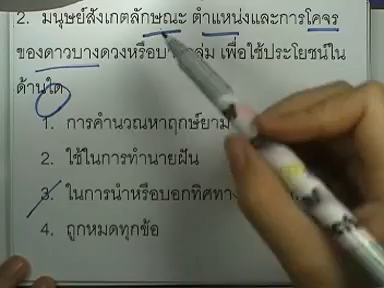 2. มนุษย์สังเกตลักษณะ ตำแหน่งและการโคจร
ของดาวบางดวงหรือ กลุ่ม เพื่อใช้ประโยชน์ใน
ด้านใด
1. การคำนวณหาฤกษ์ยาม
2. ใช้ในการทำนายฝัน
3. ในการนำหรือบอกทิศทาง
4. ถูกหมดทุกข้อ